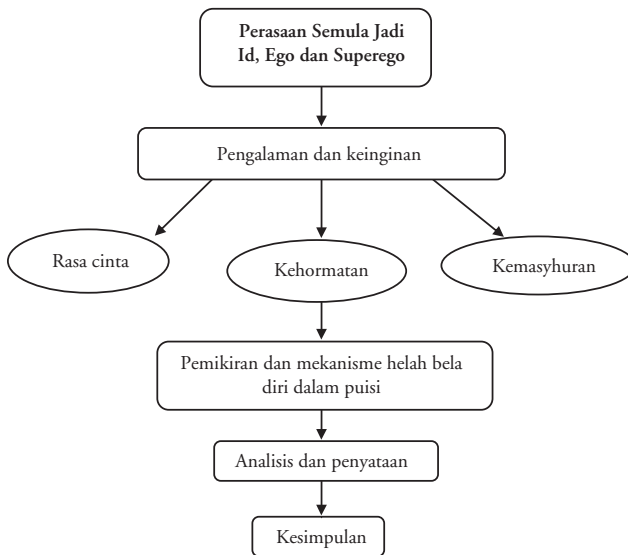 Perasaan Semula Jadi
Id, Ego dan Superego
Pengalaman dan keinginan
Rasa cinta
Kehormatan
Kemasyhuran
Pemikiran dan mekanisme helah bela
diri dalam puisi
Analisis dan penyataan
Kesimpulan